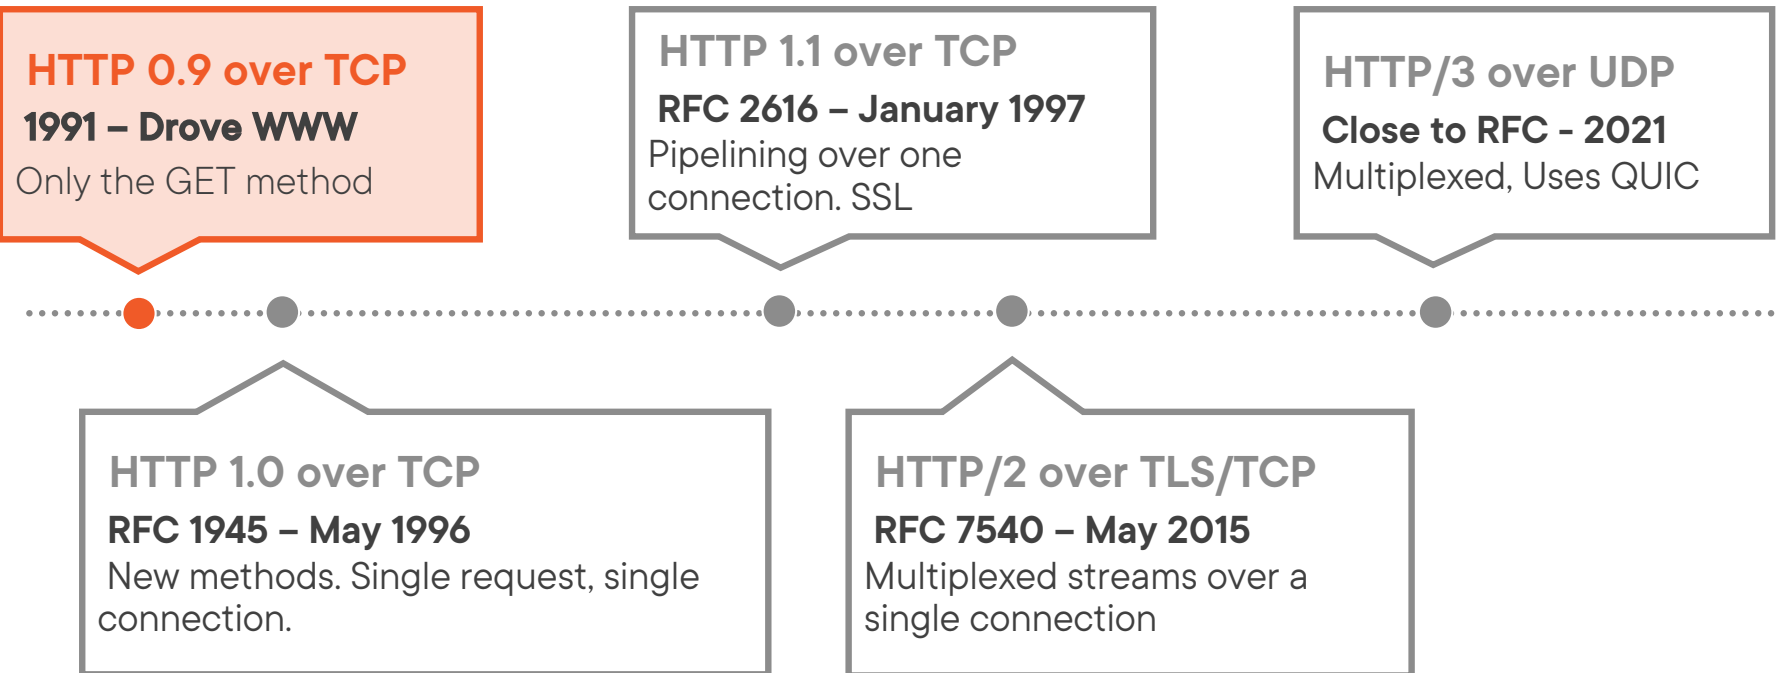 HTTP 0.9 over TCP
1991 – Drove WWW
Only the GET method
HTTP 1.1 over TCP
RFC 2616 – January 1997
Pipelining over one
connection. SSL
HTTP/3 over UDP
Close to RFC - 2021
Multiplexed, Uses QUIC
HTTP 1.0 over TCP
RFC 1945 – May 1996
New methods. Single request, single
connection.
HTTP/2 over TLS/TCP
RFC 7540 – May 2015
Multiplexed streams over a
single connection